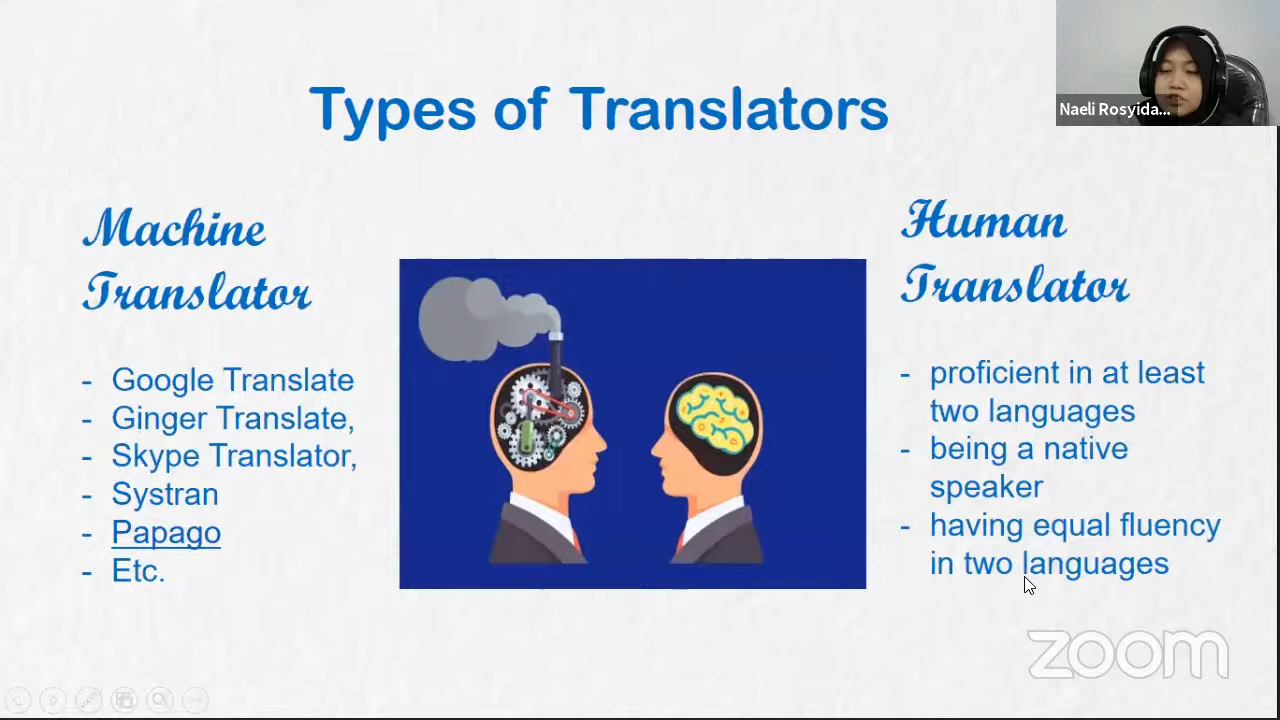 Types of Translators
Naeli Rosyida...
Machine
Translator
- Google Translate
- Ginger Translate,
- Skype Translator,
- Systran
- Papago
- Etc.
Human
Translator
- proficient in at least
two languages
- being a native
speaker
- having equal fluency
in two languages
zoom